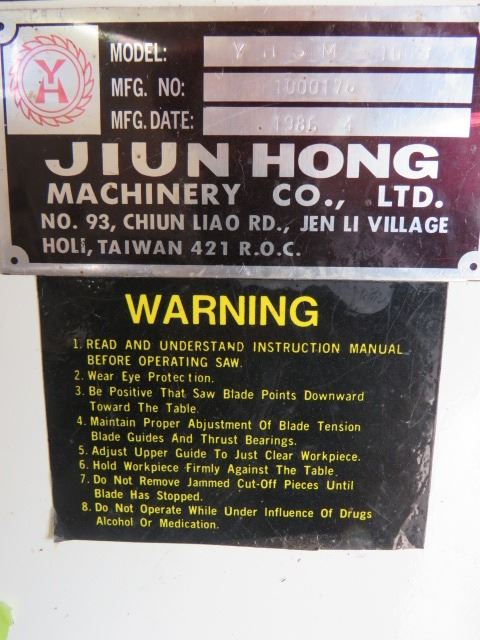 YH
MODEL:
MFG. NO: 1000176
MFG. DATE: 1986 4
JIUN HONG
MACHINERY CO., LTD.
NO. 93, CHIUN LIAO RD., JEN LI VILLAGE
HOLI, TAIWAN 421 R.O.C.
WARNING
1. READ AND UNDERSTAND INSTRUCTION MANUAL
BEFORE OPERATING SAW.
2. Wear Eye Protection.
3. Be Positive That Saw Blade Points Downward
Toward The Table.
4. Maintain Proper Adjustment Of Blade Tension
Blade Guides And Thrust Bearings.
5. Adjust Upper Guide To Just Clear Workpiece.
6. Hold Workpiece Firmly Against The Table.
7. Do Not Remove Jammed Cut-Off Pieces Until
Blade Has Stopped.
8. Do Not Operate While Under Influence Of Drugs
Alcohol Or Medication.